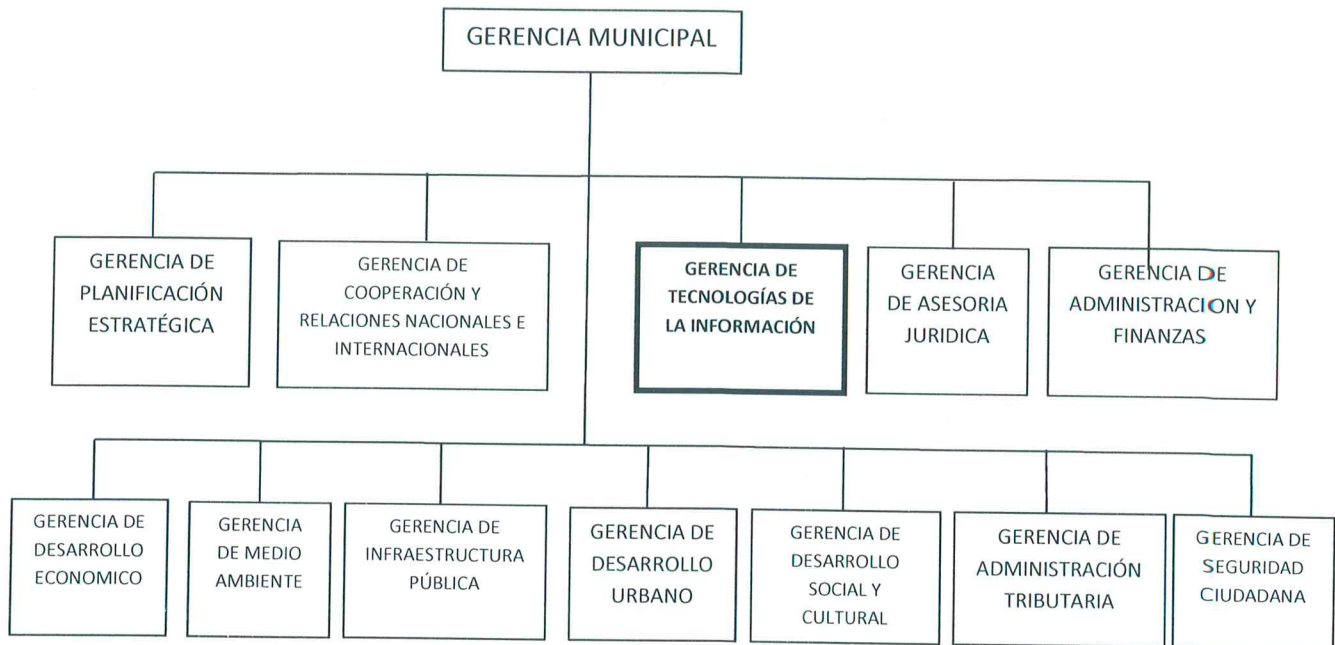 GERENCIA MUNICIPAL
GERENCIA DE
PLANIFICACIÓN
ESTRATÉGICA
GERENCIA DE
COOPERACIÓN Y
RELACIONES NACIONALES E
INTERNACIONALES
GERENCIA DE
TECNOLOGÍAS DE
LA INFORMACIÓN
GERENCIA
DE ASESORIA
JURIDICA
GERENCIA DE
ADMINISTRACION Y
FINANZAS
GERENCIA DE
DESARROLLO
ECONOMICO
GERENCIA
DE MEDIO
AMBIENTE
GERENCIA DE
INFRAESTRUCTURA
PÚBLICA
GERENCIA DE
DESARROLLO
URBANO
GERENCIA DE
DESARROLLO
SOCIAL Y
CULTURAL
GERENCIA DE
ADMINISTRACIÓN
TRIBUTARIA
GERENCIA DE
SEGURIDAD
CIUDADANA